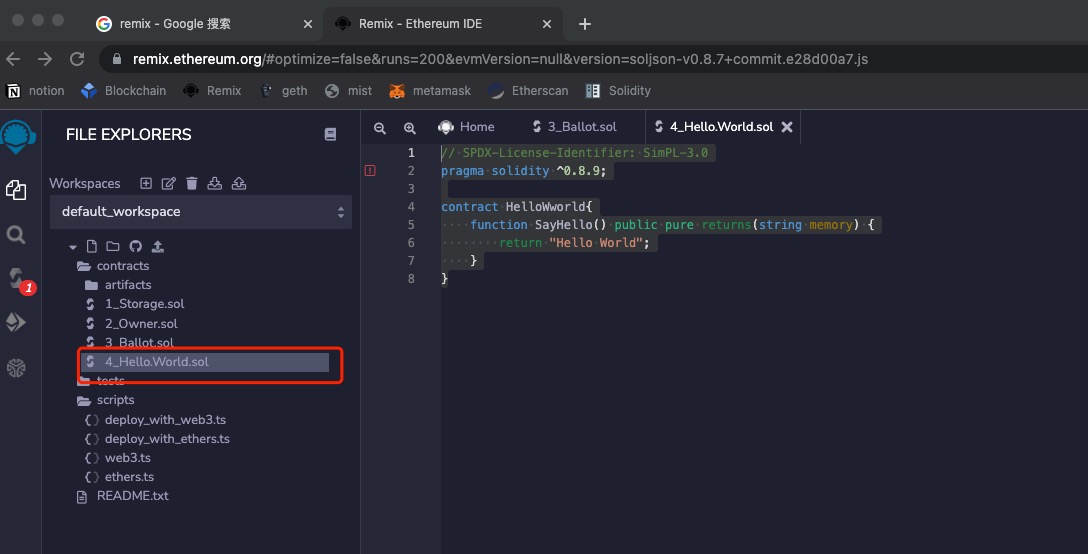 remix - Google 搜索
Remix - Ethereum IDE
remix.ethereum.org/#optimize=false&runs=200&evmVersion=null&version=soljson-v0.8.7+commit.e28d00a7.js
notion Blockchain Remix geth mist metamask Etherscan Solidity
FILE EXPLORERS
Home 3_Ballot.sol 4_Hello.World.sol
Workspaces
default_workspace
contracts
artifacts
1_Storage.sol
2_Owner.sol
3_Ballot.sol
4_Hello.World.sol
tests
scripts
deploy_with_web3.ts
deploy_with_ethers.ts
web3.ts
ethers.ts
README.txt
1
1 // SPDX-License-Identifier: SimPL-3.0
2 pragma solidity ^0.8.9;
3
4 contract HelloWworld{
5 function SayHello() public pure returns(string memory) {
6 return "Hello World";
7 }
8 }